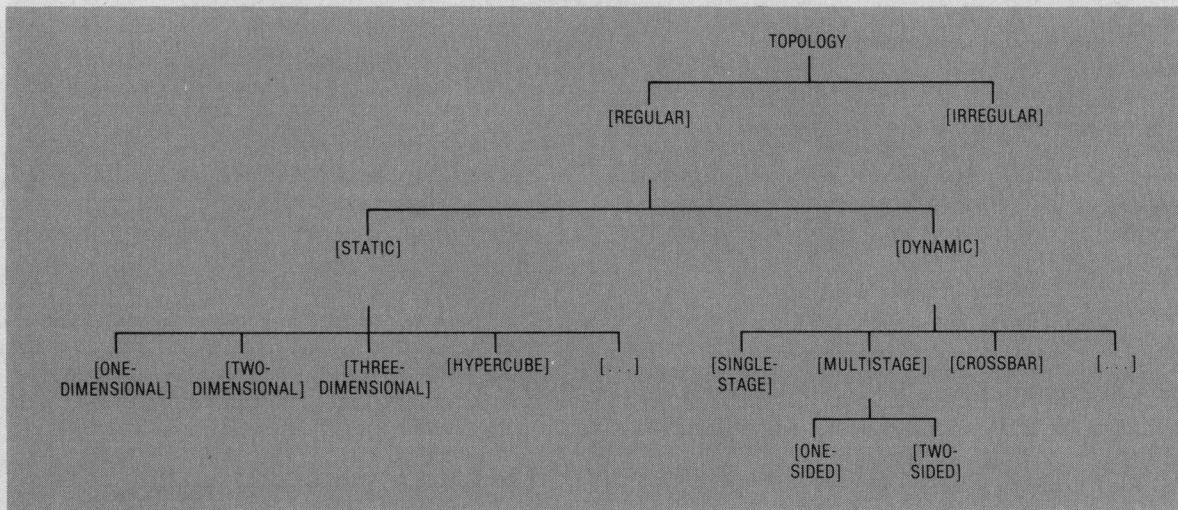 TOPOLOGY
[REGULAR]
[IRREGULAR]
[STATIC]
[DYNAMIC]
[ONE-
DIMENSIONAL]
[TWO-
DIMENSIONAL]
[THREE-
DIMENSIONAL]
[HYPERCUBE]
[...]
[SINGLE-
STAGE]
[MULTISTAGE]
[CROSSBAR]
[...]
[ONE-
SIDED]
[TWO-
SIDED]